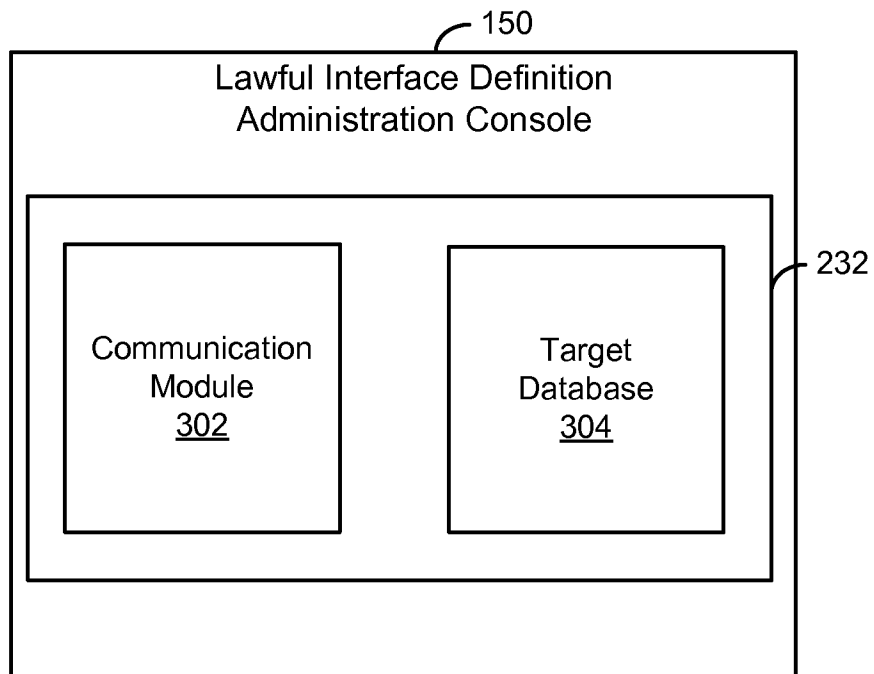 150
Lawful Interface Definition
Administration Console
232
Communication
Module
302
Target
Database
304